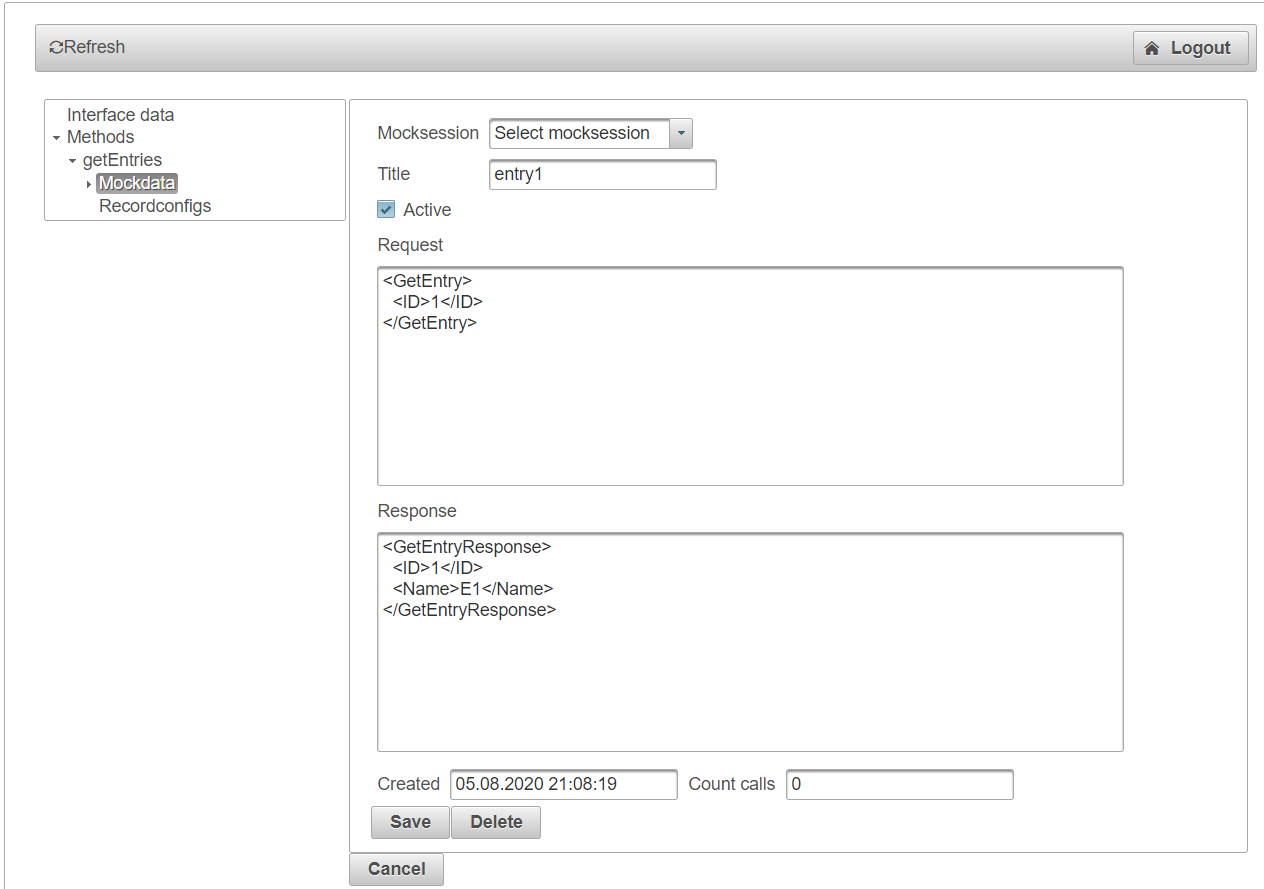 Refresh
Logout
Interface data
Methods
getEntries
Mockdata
Recordconfigs
Mocksession Select mocksession
Title entry1
Active
Request
<GetEntry>
  <ID>1</ID>
</GetEntry>
Response
<GetEntryResponse>
  <ID>1</ID>
  <Name>E1</Name>
</GetEntryResponse>
Created 05.08.2020 21:08:19 Count calls 0
Save Delete
Cancel